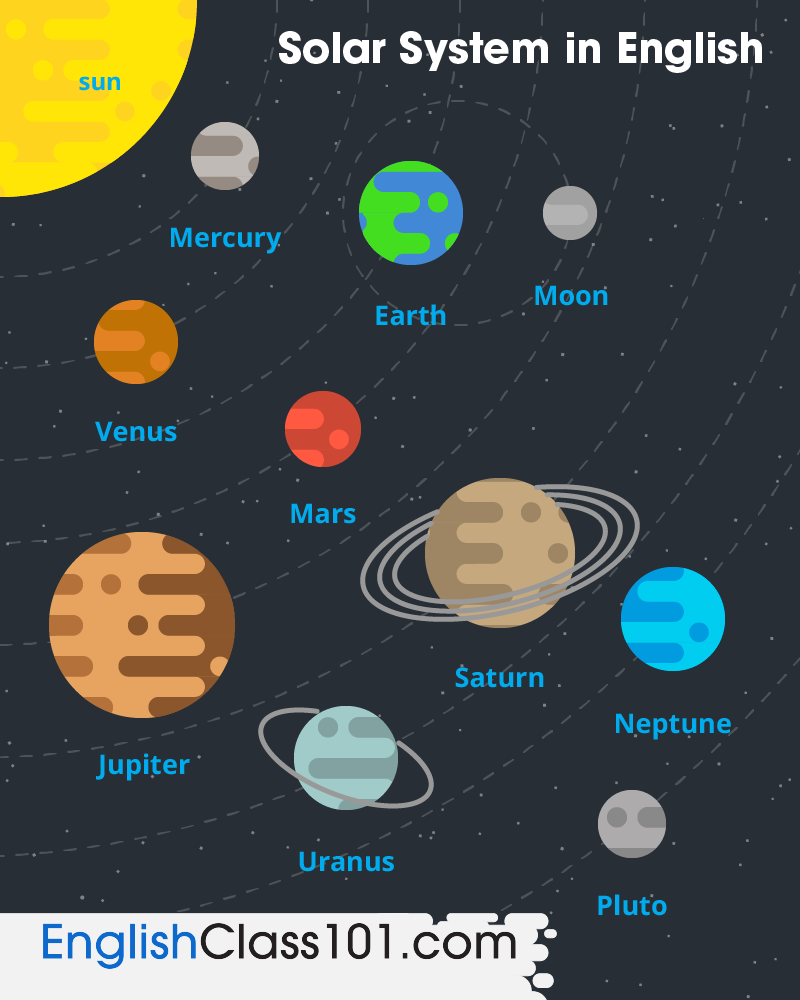 Solar System in English
sun
Mercury
Earth
Moon
Venus
Mars
Saturn
Neptune
Jupiter
Uranus
Pluto
EnglishClass101.com